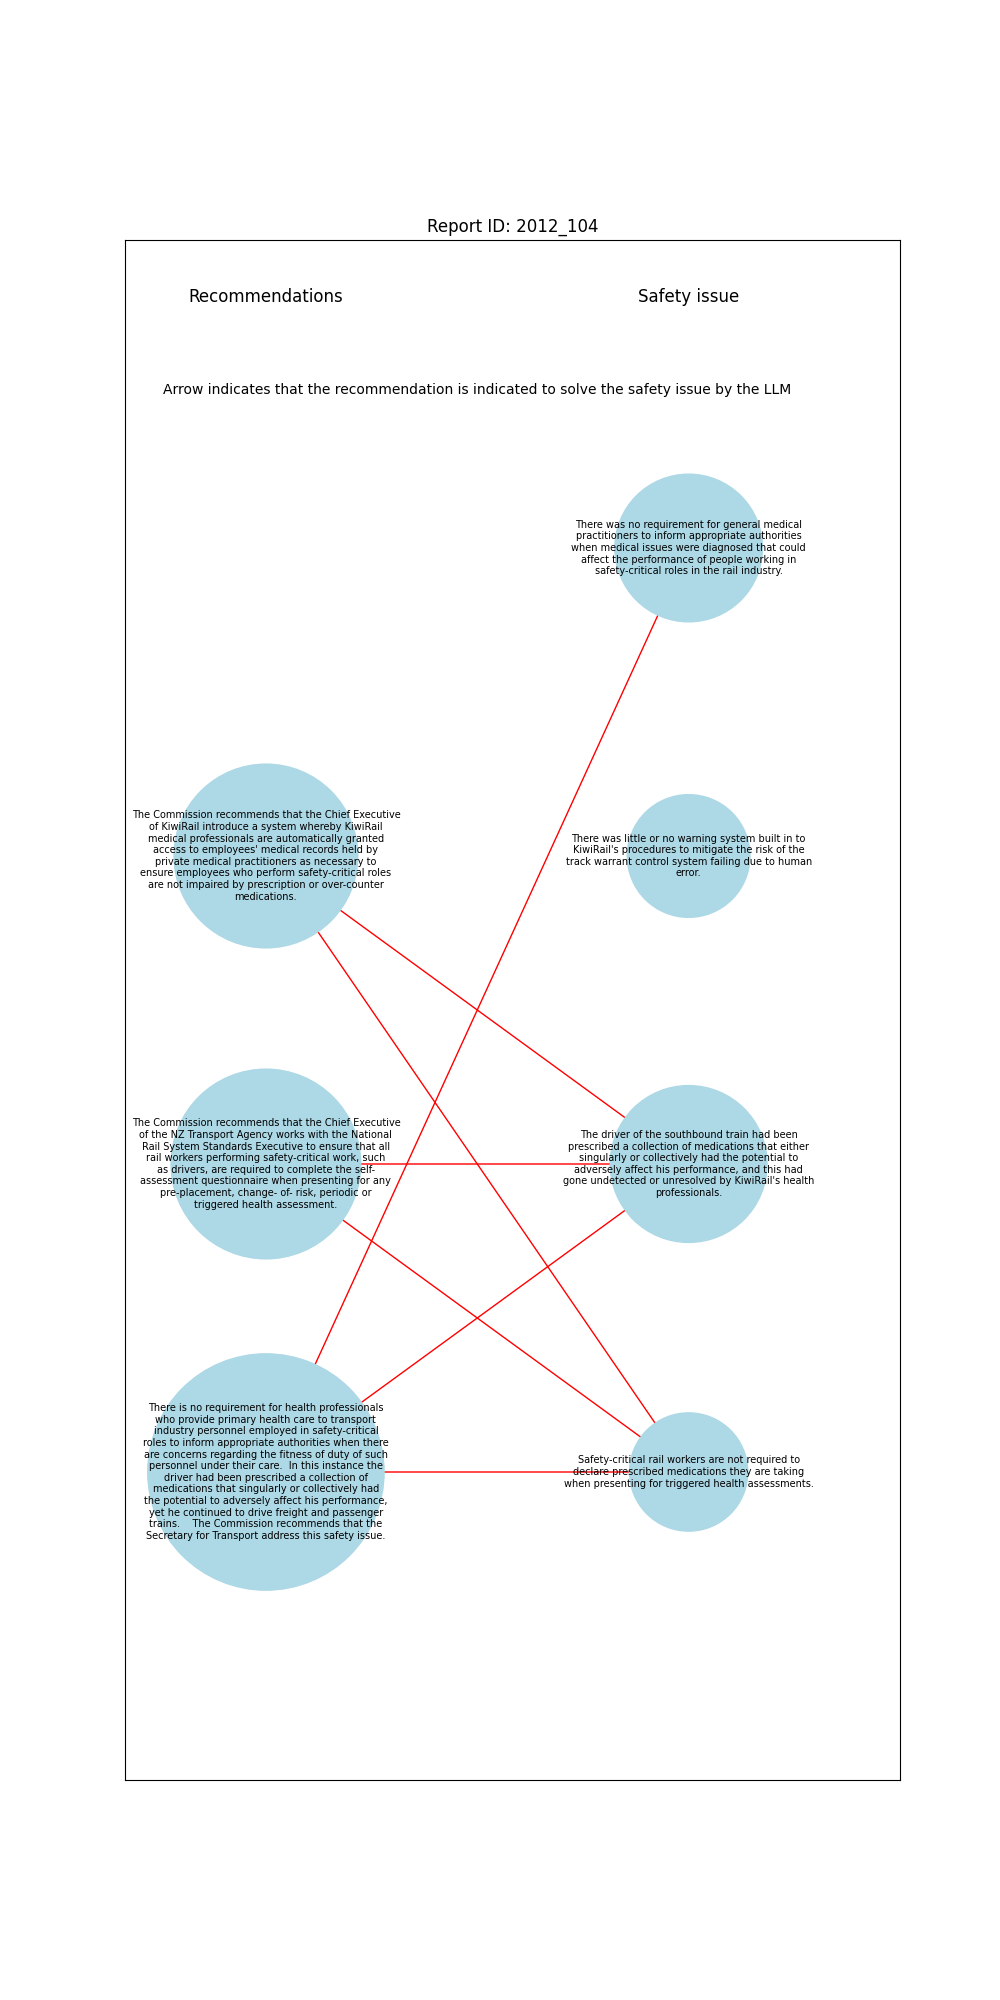 Report ID: 2012_104
Recommendations
Safety issue
Arrow indicates that the recommendation is indicated to solve the safety issue by the LLM
There was no requirement for general medical
practitioners to inform appropriate authorities
when medical issues were diagnosed that could
affect the performance of people working in
safety-critical roles in the rail industry.
The Commission recommends that the Chief Executive
of KiwiRail introduce a system whereby KiwiRail
medical professionals are automatically granted
access to employees' medical records held by
private medical practitioners as necessary to
ensure employees who perform safety-critical roles
are not impaired by prescription or over-counter
medications.
There was little or no warning system built in to
KiwiRail's procedures to mitigate the risk of the
track warrant control system failing due to human
error.
The Commission recommends that the Chief Executive
of the NZ Transport Agency works with the National
Rail System Standards Executive to ensure that all
rail workers performing safety-critical work, such
as drivers, are required to complete the self-
assessment questionnaire when presenting for any
pre-placement, change- of- risk, periodic or
triggered health assessment.
The driver of the southbound train had been
prescribed a collection of medications that either
singularly or collectively had the potential to
adversely affect his performance, and this had
gone undetected or unresolved by KiwiRail's health
professionals.
There is no requirement for health professionals
who provide primary health care to transport
industry personnel employed in safety-critical
roles to inform appropriate authorities when there
are concerns regarding the fitness of duty of such
personnel under their care.  In this instance the
driver had been prescribed a collection of
medications that singularly or collectively had
the potential to adversely affect his performance,
yet he continued to drive freight and passenger
trains.    The Commission recommends that the
Secretary for Transport address this safety issue.
Safety-critical rail workers are not required to
declare prescribed medications they are taking
when presenting for triggered health assessments.